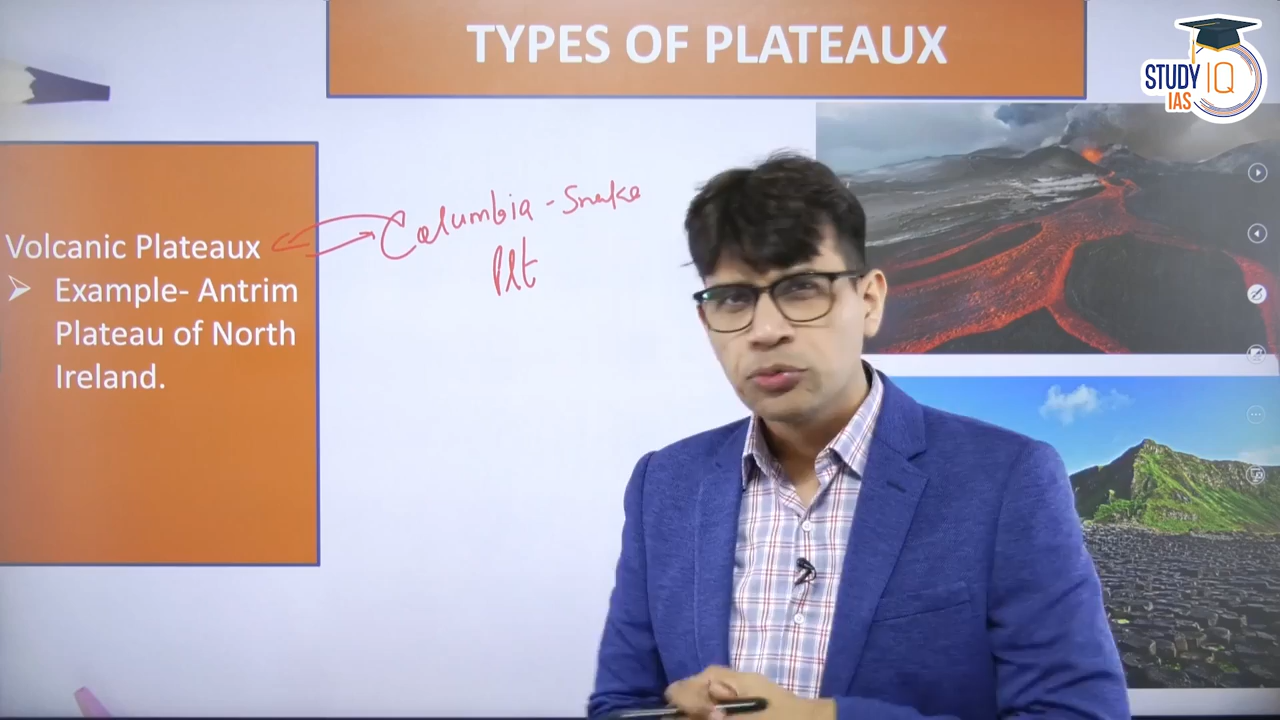 TYPES OF PLATEAUX
STUDY IQ
IAS
Volcanic Plateaux
Example- Antrim
Plateau of North
Ireland.
Columbia - Snake
Plt